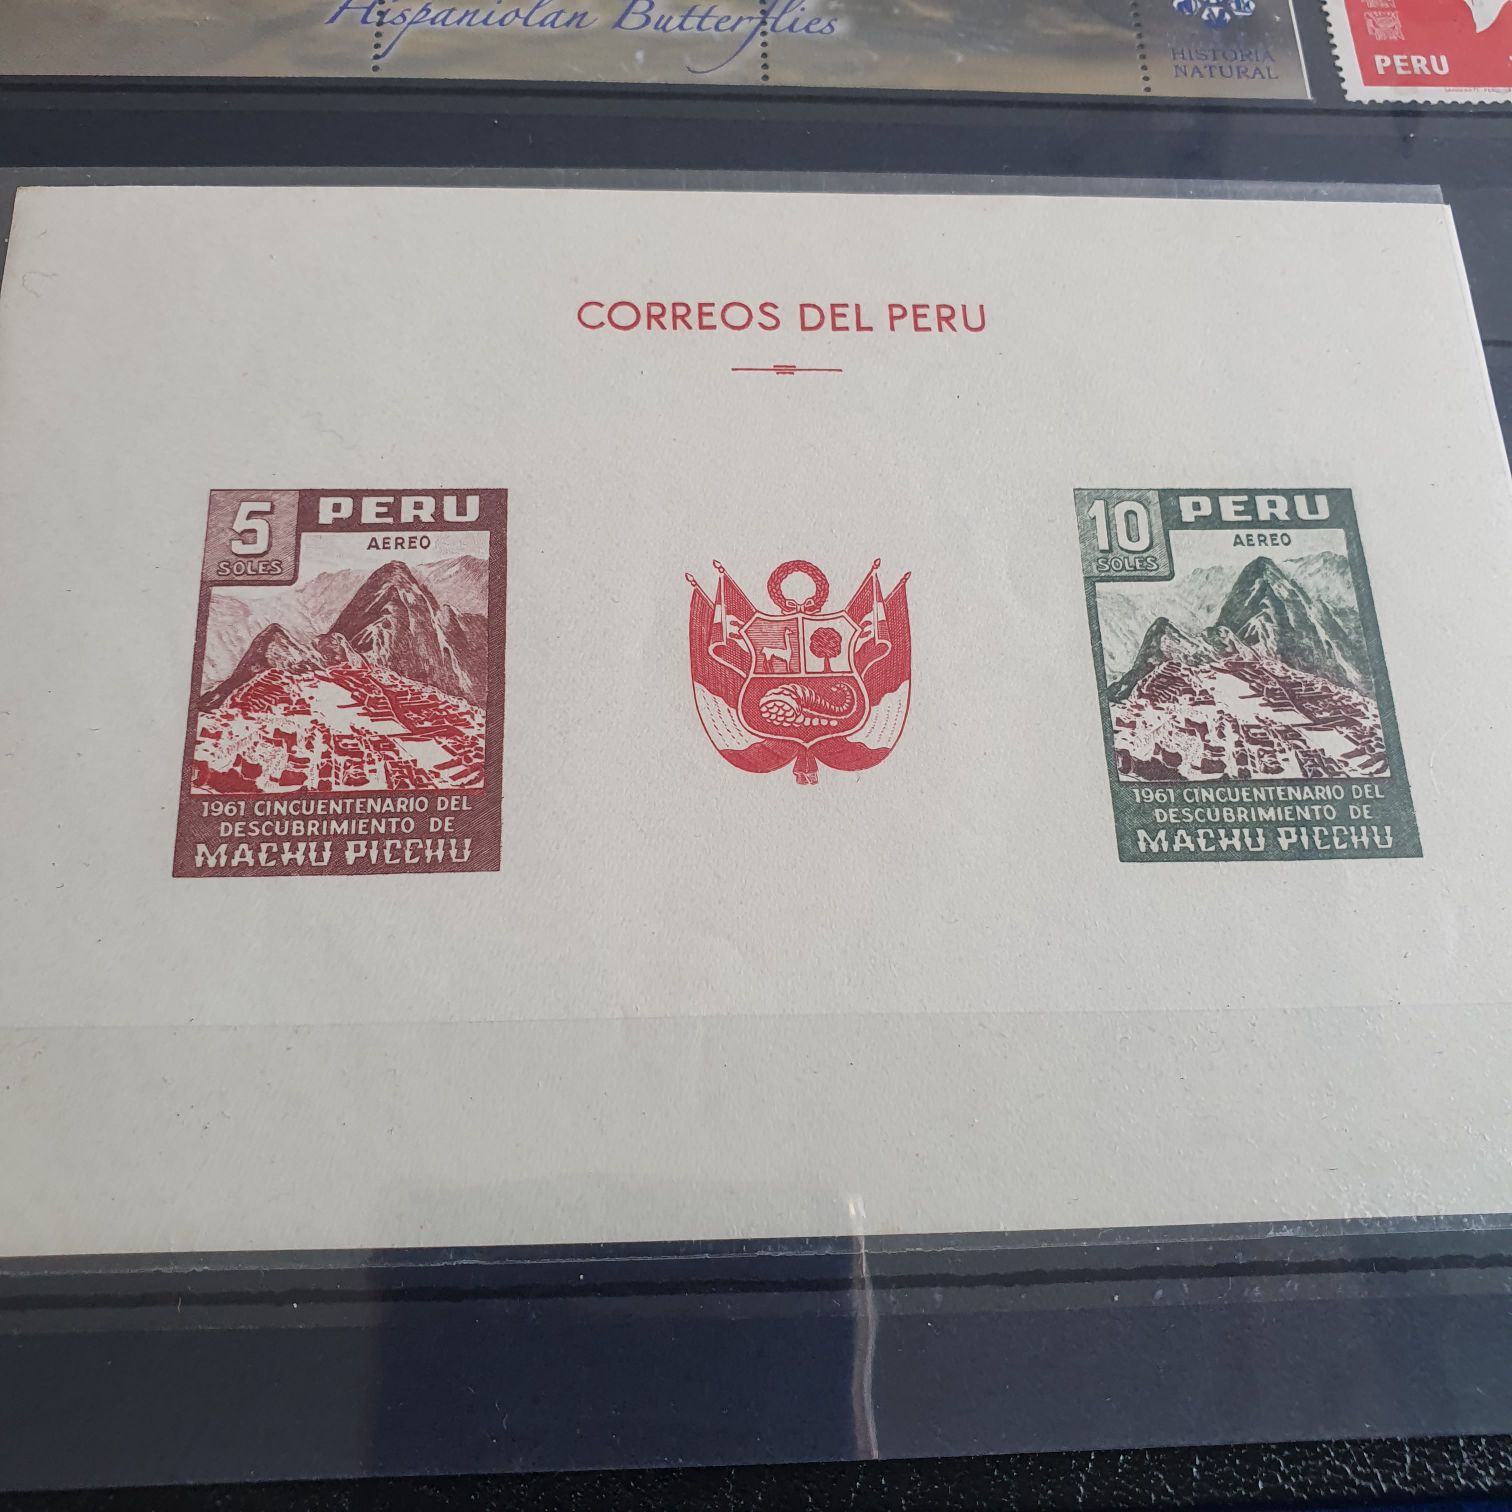 Hispaniolan Butterflies
HISTORIA
NATURAL
PERU
CORREOS DEL PERU
5
SOLES
PERU
AEREO
1961 CINCUENTENARIO DEL
DESCUBRIMIENTO DE
MACHU PICCHU
10
SOLES
PERU
AEREO
1961 CINCUENTENARIO DEL
DESCUBRIMIENTO DE
MACHU PICCHU